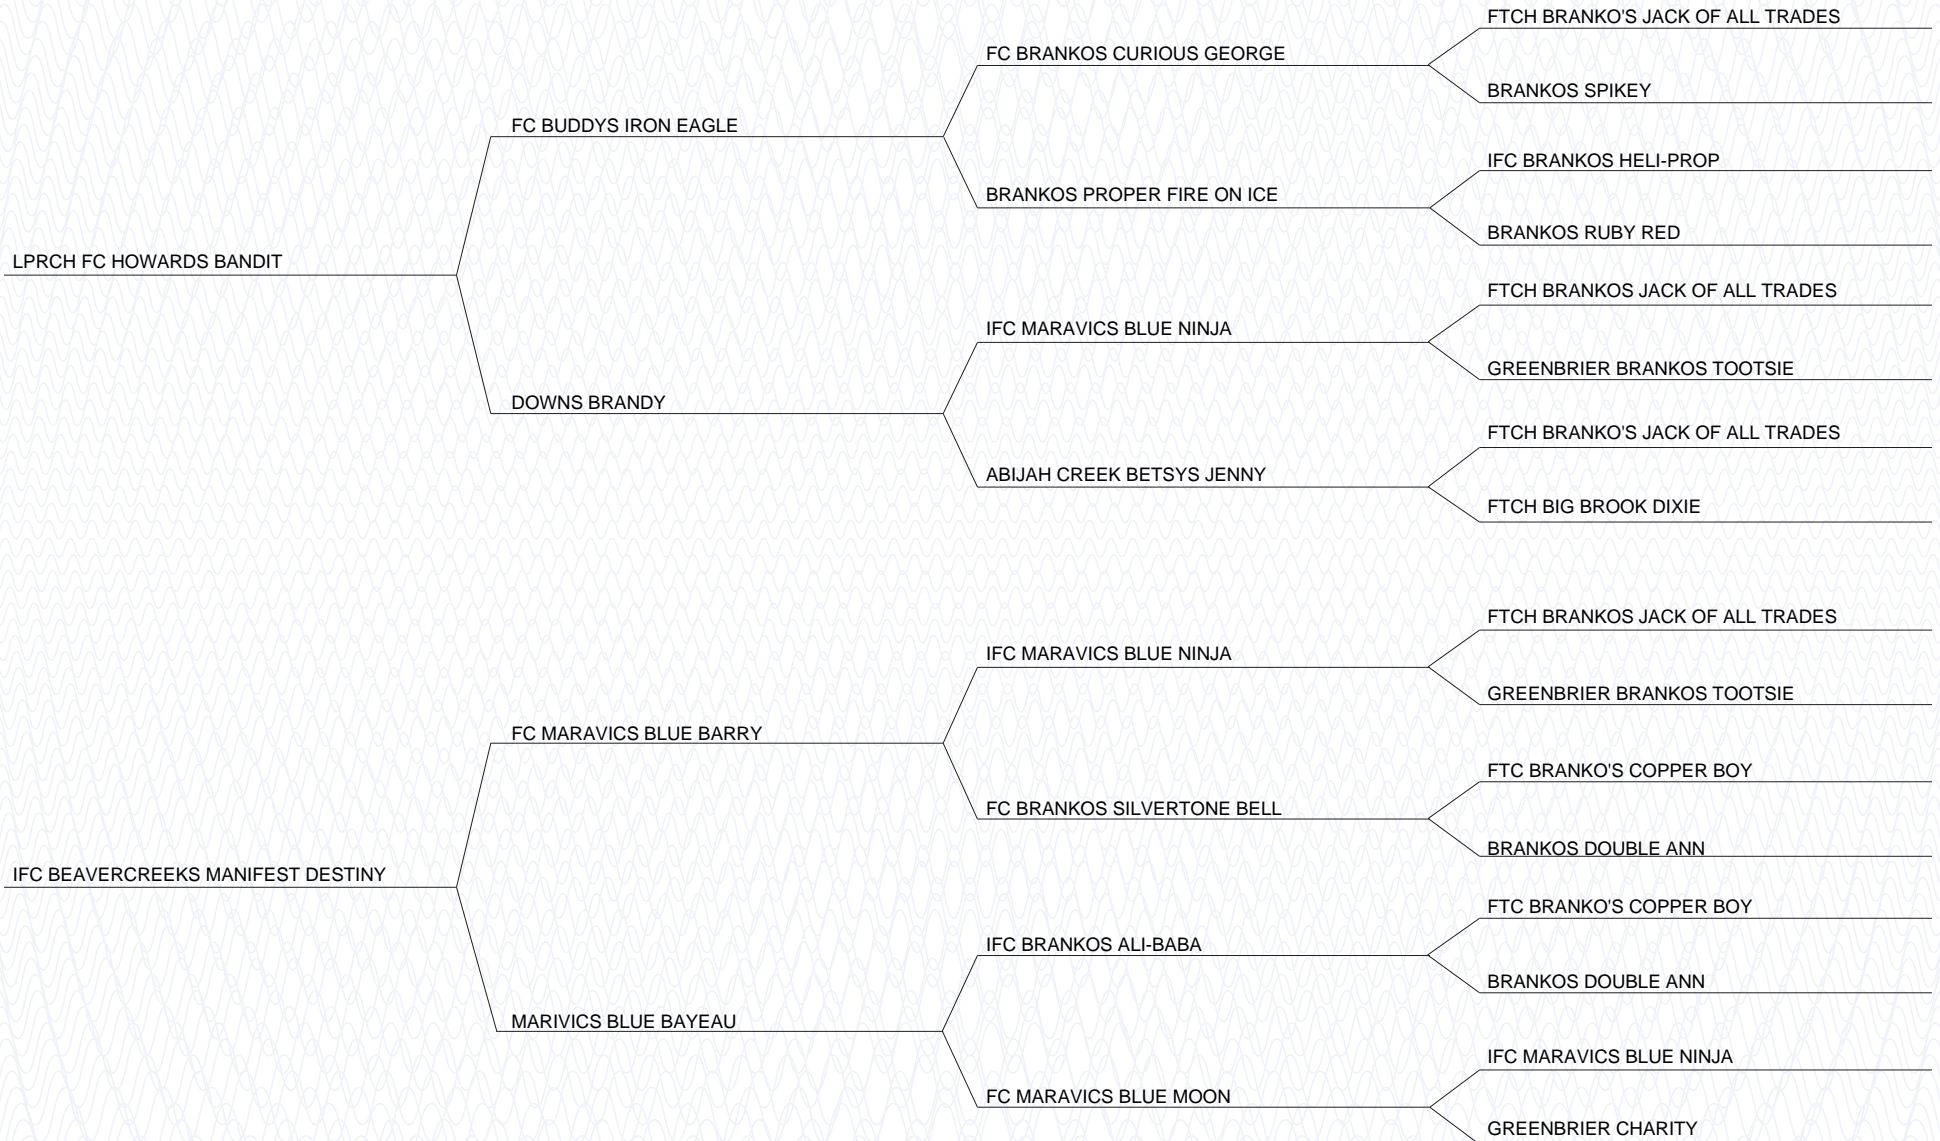 FTCH BRANKO'S JACK OF ALL TRADES
FC BRANKOS CURIOUS GEORGE
BRANKOS SPIKEY
FC BUDDYS IRON EAGLE
IFC BRANKOS HELI-PROP
BRANKOS PROPER FIRE ON ICE
BRANKOS RUBY RED
LPRCH FC HOWARDS BANDIT
FTCH BRANKOS JACK OF ALL TRADES
IFC MARAVICS BLUE NINJA
GREENBRIER BRANKOS TOOTSIE
DOWNS BRANDY
FTCH BRANKO'S JACK OF ALL TRADES
ABIJAH CREEK BETSYS JENNY
FTCH BIG BROOK DIXIE
FTCH BRANKOS JACK OF ALL TRADES
IFC MARAVICS BLUE NINJA
GREENBRIER BRANKOS TOOTSIE
FC MARAVICS BLUE BARRY
FTC BRANKO'S COPPER BOY
FC BRANKOS SILVERTONE BELL
BRANKOS DOUBLE ANN
IFC BEAVERCREEKS MANIFEST DESTINY
FTC BRANKO'S COPPER BOY
IFC BRANKOS ALI-BABA
BRANKOS DOUBLE ANN
MARIVICS BLUE BAYEAU
IFC MARAVICS BLUE NINJA
FC MARAVICS BLUE MOON
GREENBRIER CHARITY